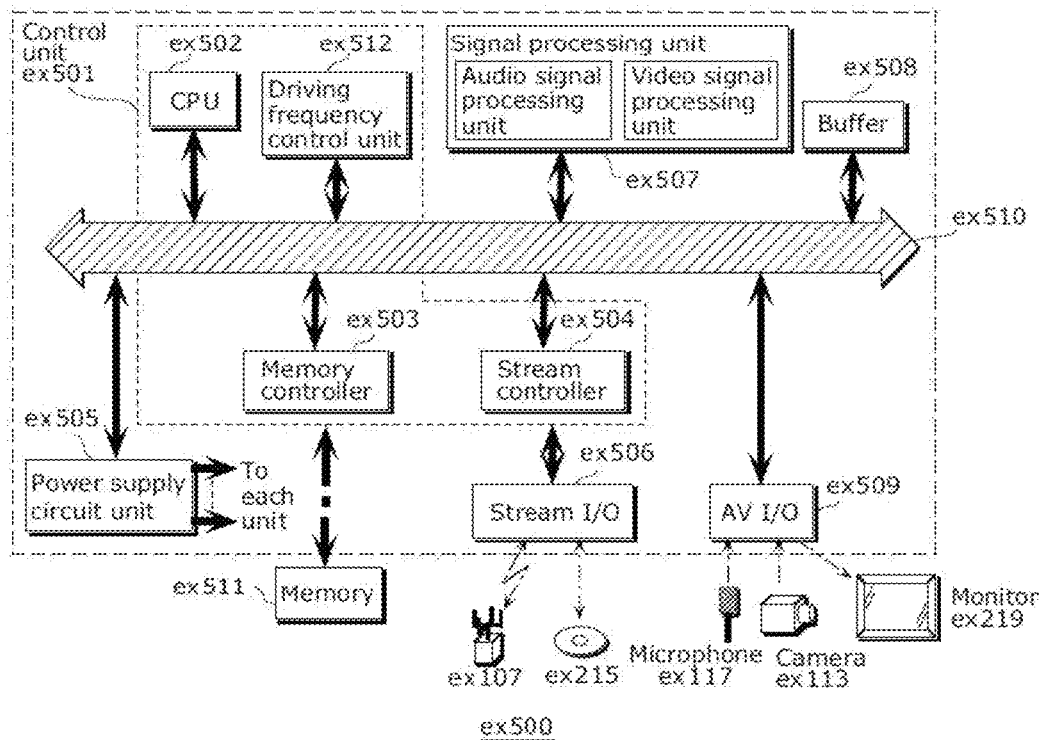 Control
unit
ex501
ex502
CPU
ex512
Driving
frequency
control unit
Signal processing unit
Audio signal
processing
unit
Video signal
processing
unit
ex507
ex508
Buffer
ex510
ex503
Memory
controller
ex504
Stream
controller
ex505
Power supply
circuit unit
To
each
unit
ex506
Stream I/O
ex509
AV I/O
ex511
Memory
ex107
ex215
Microphone
ex117
Camera
ex113
Monitor
ex219
ex500